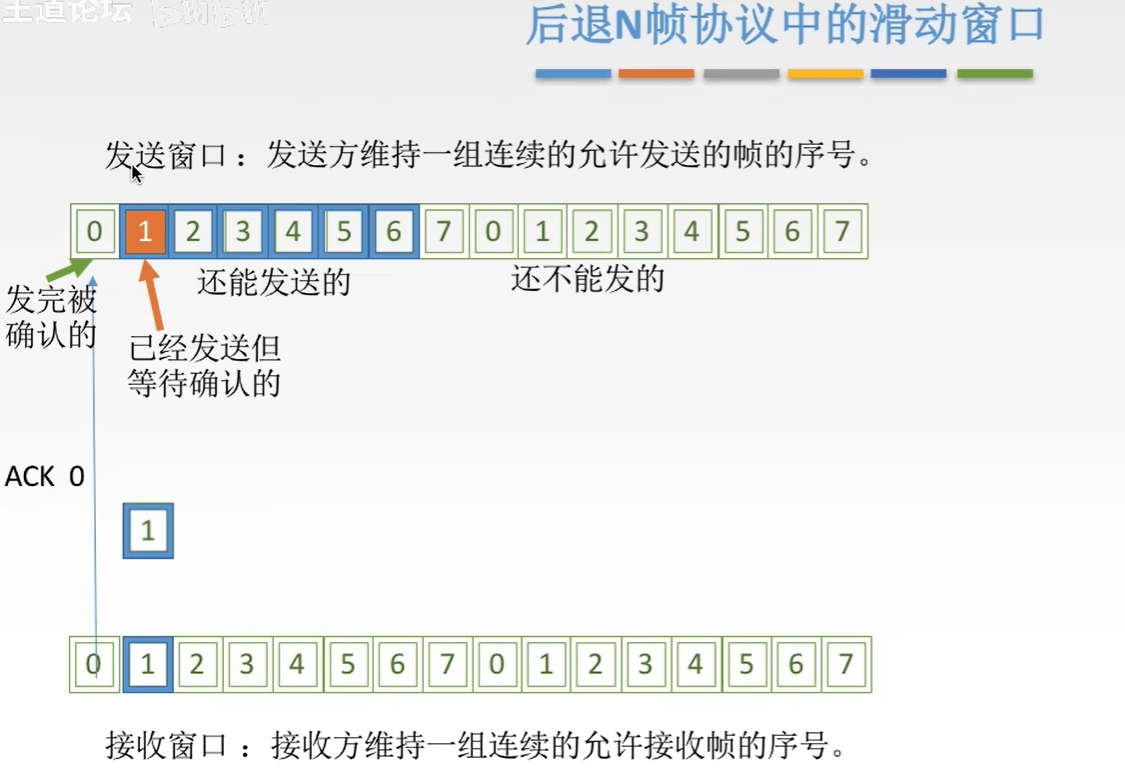 王道论坛 bilibili
后退N帧协议中的滑动窗口
发送窗口：发送方维持一组连续的允许发送的帧的序号。
0 1 2 3 4 5 6 7 0 1 2 3 4 5 6 7
还能发送的 还不能发的
发完被
确认的
已经发送但
等待确认的
ACK 0
1
0 1 2 3 4 5 6 7 0 1 2 3 4 5 6 7
接收窗口：接收方维持一组连续的允许接收帧的序号。